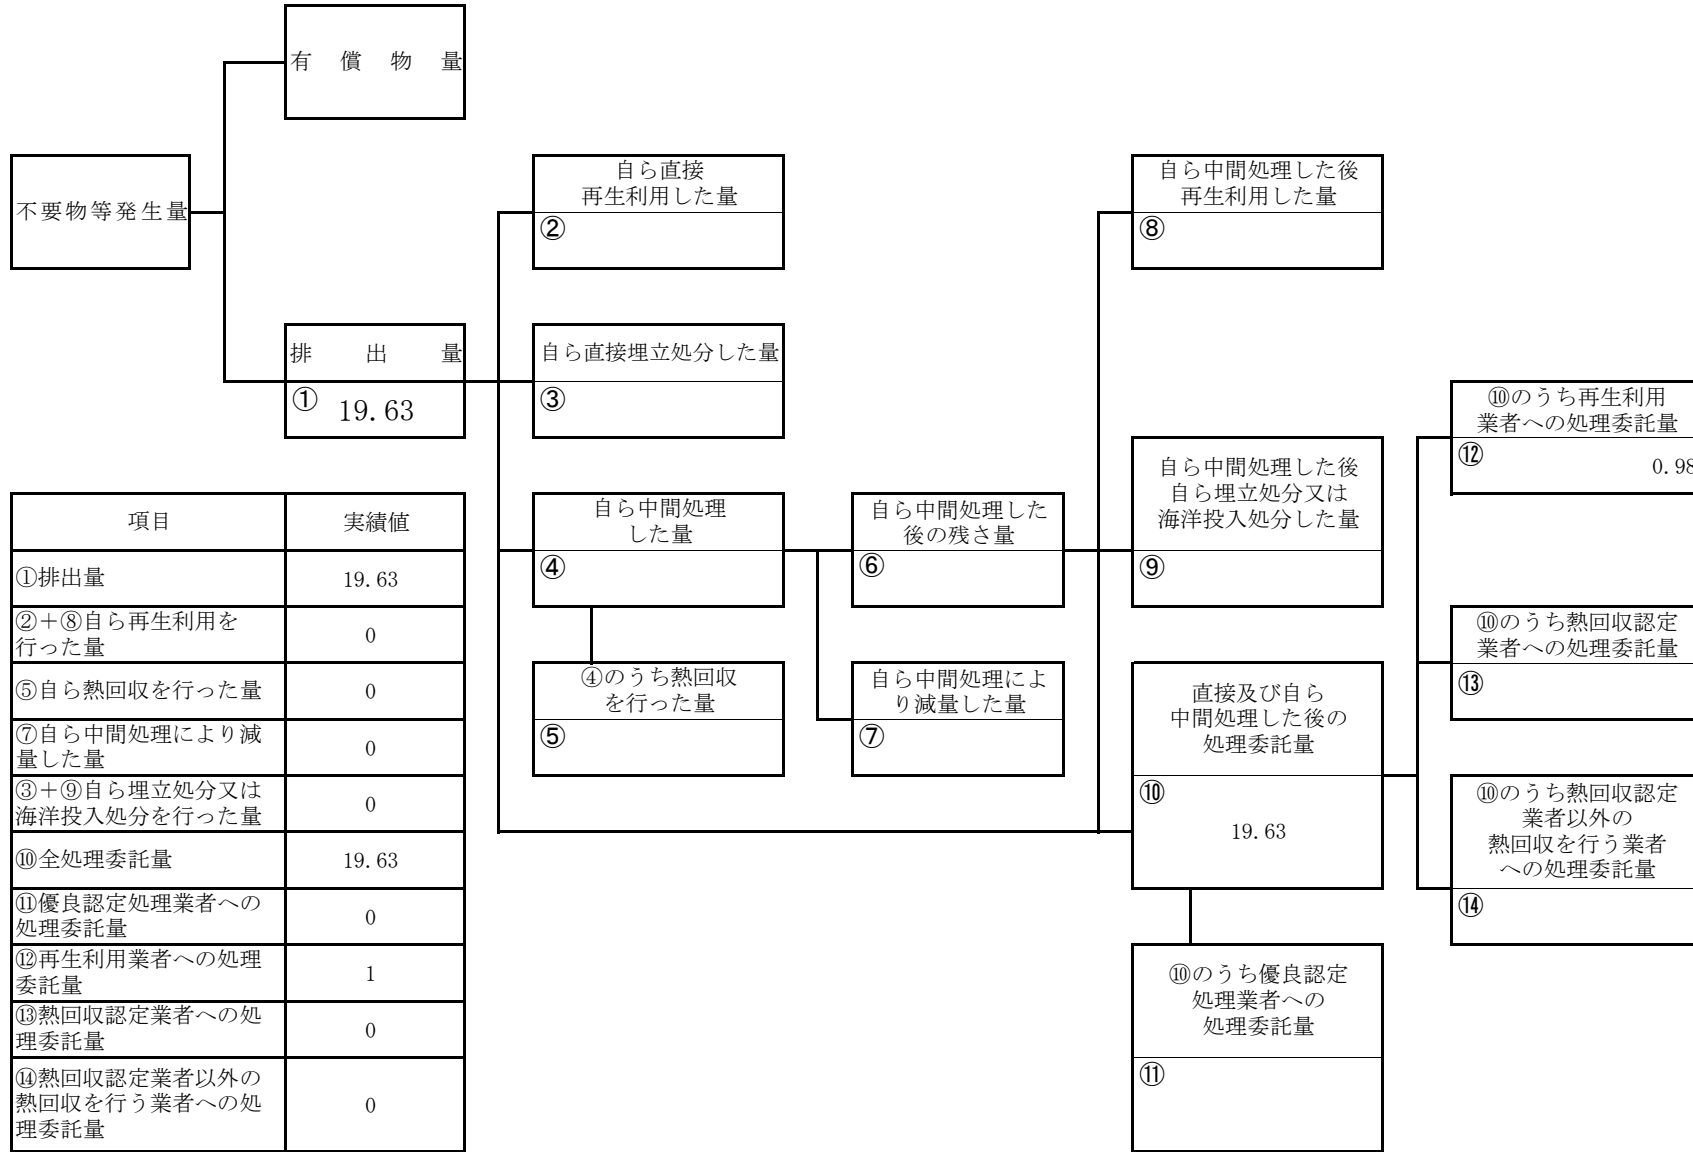 有償物量
不要物等発生量
排出量
① 19.63
自ら直接
再生利用した量
②
自ら直接埋立処分した量
③
自ら中間処理
した量
④
④のうち熱回収
を行った量
⑤
自ら中間処理した
後の残さ量
⑥
自ら中間処理によ
り減量した量
⑦
自ら中間処理した後
再生利用した量
⑧
自ら中間処理した後
自ら埋立処分又は
海洋投入処分した量
⑨
直接及び自ら
中間処理した後の
処理委託量
⑩
19.63
⑩のうち優良認定
処理業者への
処理委託量
⑪
⑩のうち再生利用
業者への処理委託量
⑫ 0.98
⑩のうち熱回収認定
業者への処理委託量
⑬
⑩のうち熱回収認定
業者以外の
熱回収を行う業者
への処理委託量
⑭
項目 実績値
①排出量 19.63
②+⑧自ら再生利用を
行った量 0
⑤自ら熱回収を行った量 0
⑦自ら中間処理により減
量した量 0
③+⑨自ら埋立処分又は
海洋投入処分を行った量 0
⑩全処理委託量 19.63
⑪優良認定処理業者への
処理委託量 0
⑫再生利用業者への処理
委託量 1
⑬熱回収認定業者への処
理委託量 0
⑭熱回収認定業者以外の
熱回収を行う業者への処
理委託量 0